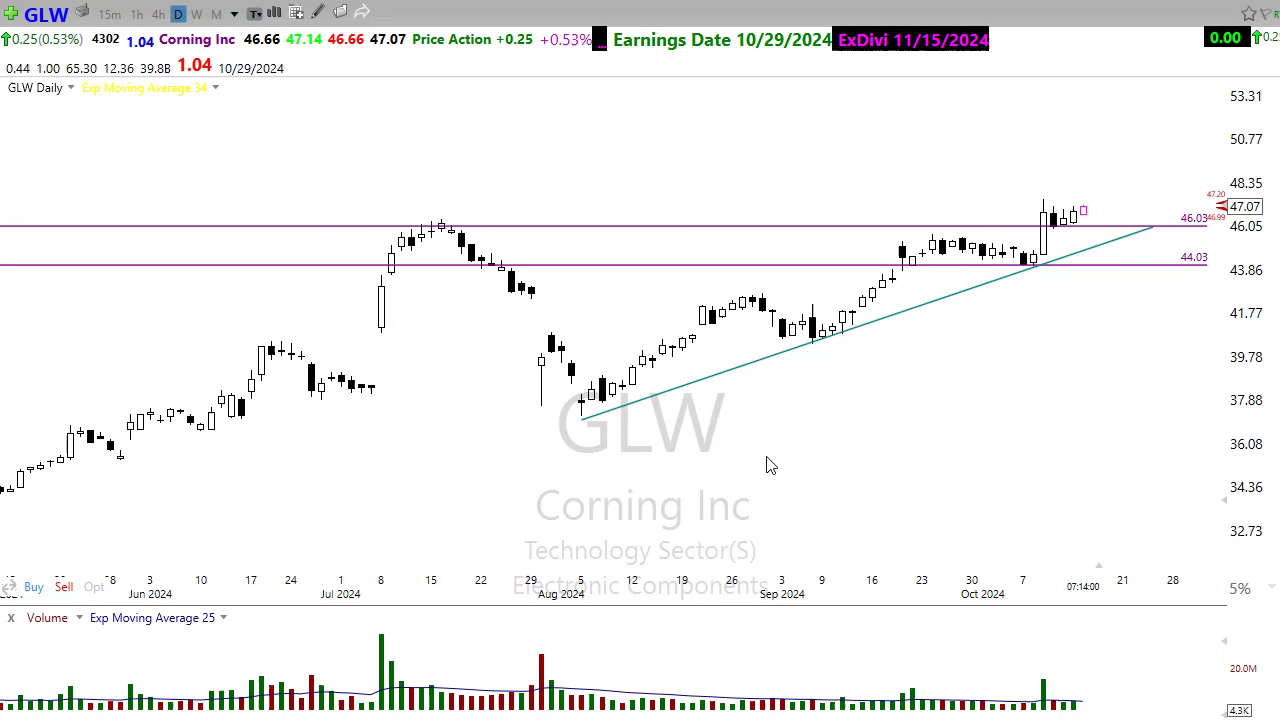 GLW 15m 1h 4h D W M T
0.25(0.53%) 4302 1.04 Corning Inc 46.66 47.14 46.66 47.07 Price Action +0.25 +0.53% Earnings Date 10/29/2024 ExDivi 11/15/2024 0.00
0.44 1.00 65.30 12.36 39.8B 1.04 10/29/2024
GLW Daily Exp Moving Average 34
53.31
50.77
48.35
47.20
47.07
46.99
46.03
46.05
44.03
43.86
41.77
39.78
37.88
36.08
34.36
32.73
GLW
Corning Inc
Technology Sector(S)
Electronic Components
3 10 17 24 1 8 15 22 29 5 12 19 26 3 9 16 23 30 7 07:14:00 21 28
Buy Sell Opt 5%
Jun 2024 Jul 2024 Aug 2024 Sep 2024 Oct 2024
X Volume Exp Moving Average 25
20.0M
4.3K